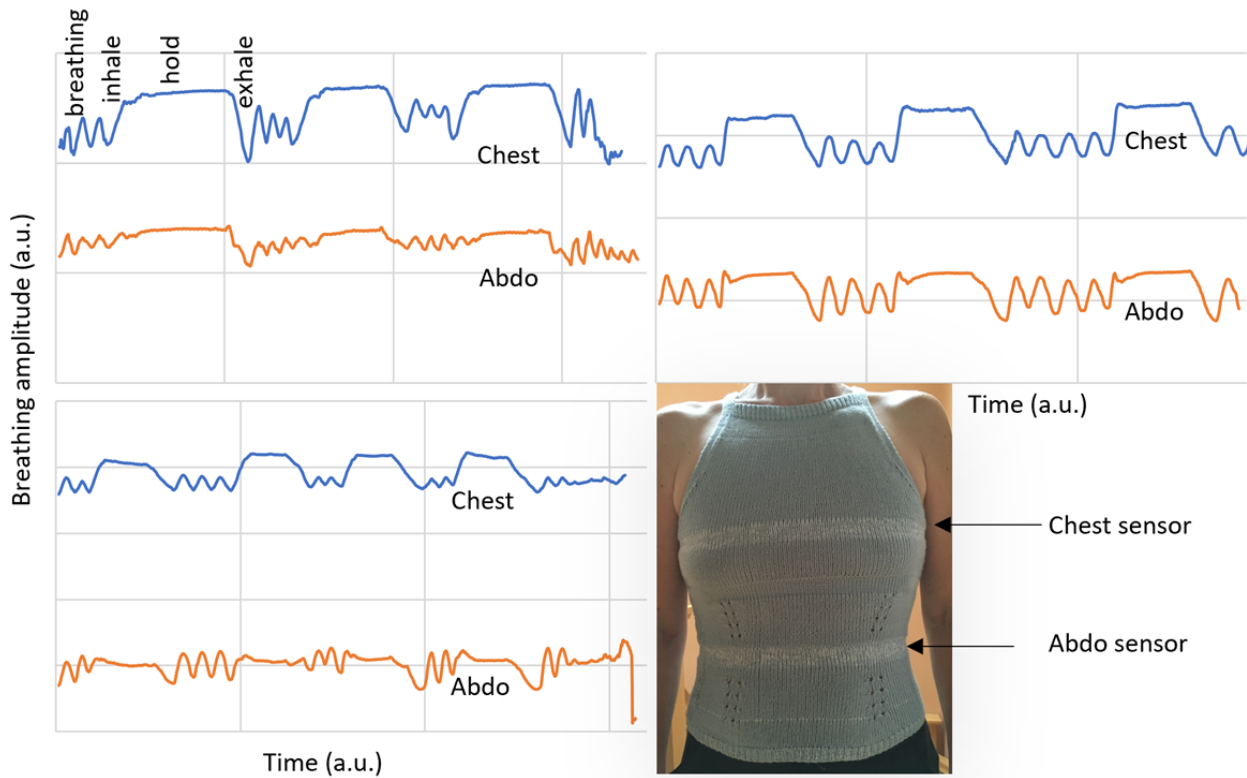 breathing
inhale
hold
exhale
Chest
Abdo
Chest
Abdo
Breathing amplitude (a.u.)
Time (a.u.)
Chest
Abdo
Time (a.u.)
Chest sensor
Abdo sensor